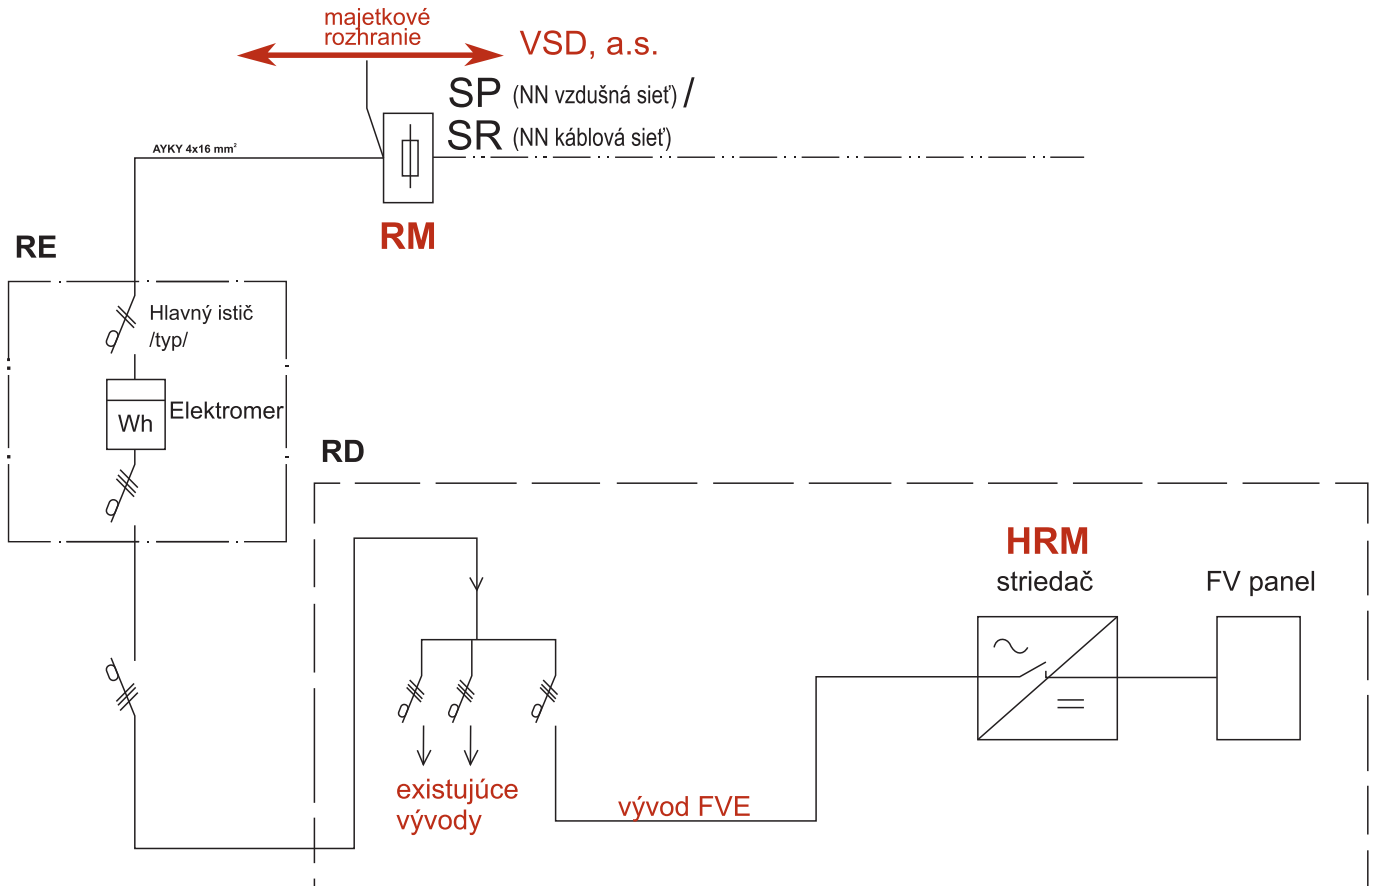 majetkové
rozhranie
VSD, a.s.
SP (NN vzdušná sieť) /
SR (NN káblová sieť)
AYKY 4x16 mm²
RM
RE
Hlavný istič
/typ/
Wh
Elektromer
RD
HRM
striedač
FV panel
existujúce
vývody
vývod FVE